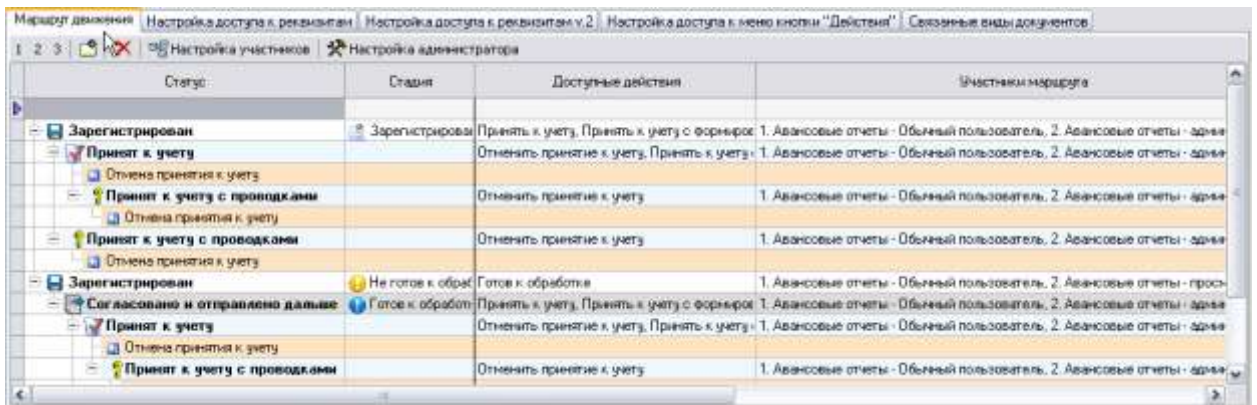 Маршрут движения Настройка доступа к реквизитам Настройка доступа к реквизитам v.2 Настройка доступа к меню кнопки "Действия" Связанные виды документов
1 2 3 Настройка участников Настройка администратора
Статус Стадия Доступные действия Участники маршрута
Зарегистрирован Зарегистрирован Принять к учету, Принять к учету с формиров 1. Авансовые отчеты - Обычный пользователь, 2. Авансовые отчеты - адми
Принят к учету Отменить принятие к учету, Принять к учету 1. Авансовые отчеты - Обычный пользователь, 2. Авансовые отчеты - адми
Отмена принятия к учету
Принят к учету с проводками Отменить принятие к учету 1. Авансовые отчеты - Обычный пользователь, 2. Авансовые отчеты - адми
Отмена принятия к учету
Принят к учету с проводками Отменить принятие к учету 1. Авансовые отчеты - Обычный пользователь, 2. Авансовые отчеты - адми
Отмена принятия к учету
Зарегистрирован Не готов к обраб Готов к обработке 1. Авансовые отчеты - Обычный пользователь, 2. Авансовые отчеты - просм
Согласовано и отправлено дальше Готов к обработ Принять к учету, Принять к учету с формиров 1. Авансовые отчеты - Обычный пользователь, 2. Авансовые отчеты - адми
Принят к учету Отменить принятие к учету, Принять к учету 1. Авансовые отчеты - Обычный пользователь, 2. Авансовые отчеты - адми
Отмена принятия к учету
Принят к учету с проводками Отменить принятие к учету 1. Авансовые отчеты - Обычный пользователь, 2. Авансовые отчеты - адми